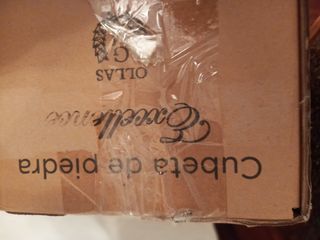 Cubeta de piedra
Excellence
OLLAS
G